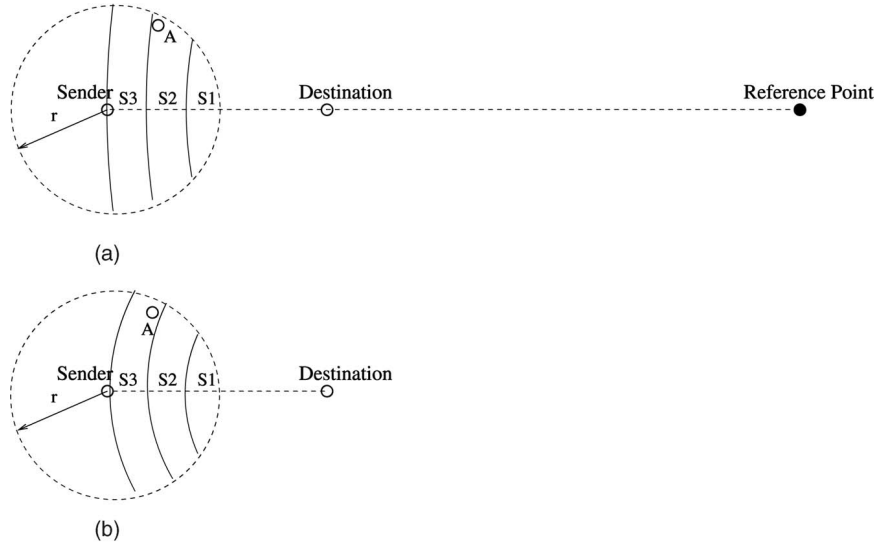 A
Sender S3 S2 S1 Destination Reference Point
r
(a)
A
Sender S3 S2 S1 Destination
r
(b)